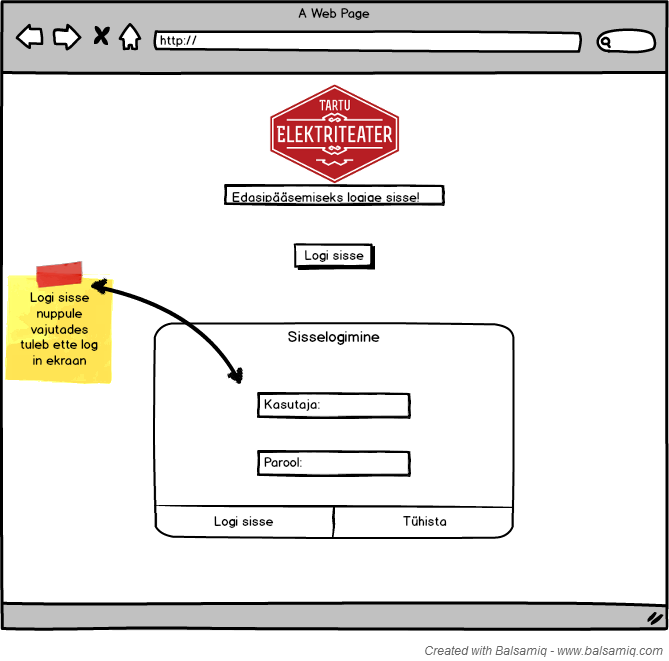 A Web Page
http://
TARTU
ELEKTRITEATER
Edasipääsemiseks logige sisse!
Logi sisse
Logi sisse
nuppule
vajutades
tuleb ette log
in ekraan
Sisselogimine
Kasutaja:
Parool:
Logi sisse
Tühista
Created with Balsamiq - www.balsamiq.com